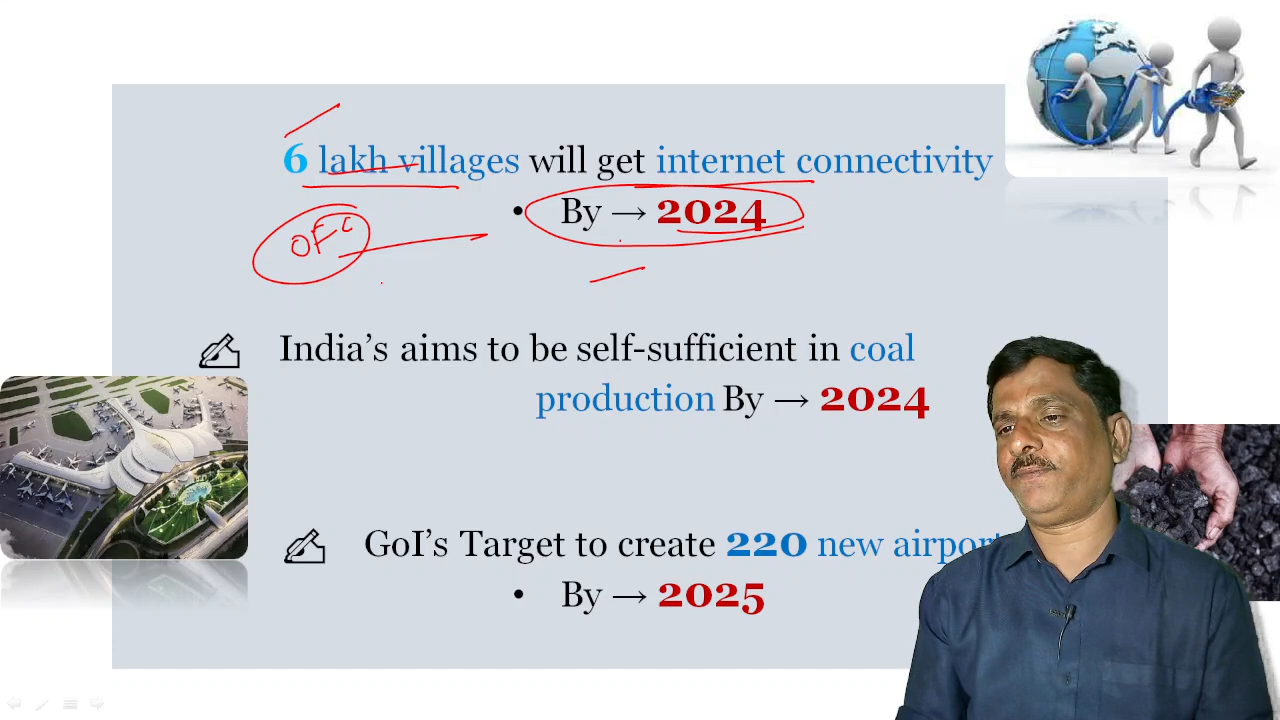 6 lakh villages will get internet connectivity
• By → 2024
OFC
India's aims to be self-sufficient in coal
production By → 2024
GoI's Target to create 220 new airport
• By → 2025